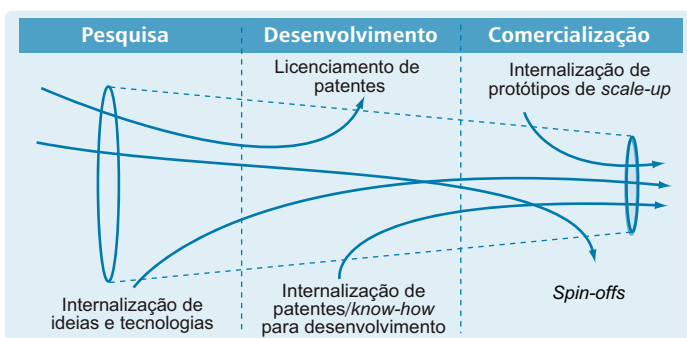 Pesquisa
Desenvolvimento
Comercialização
Licenciamento de
patentes
Internalização de
protótipos de scale-up
Internalização de
ideias e tecnologias
Internalização de
patentes/know-how
para desenvolvimento
Spin-offs